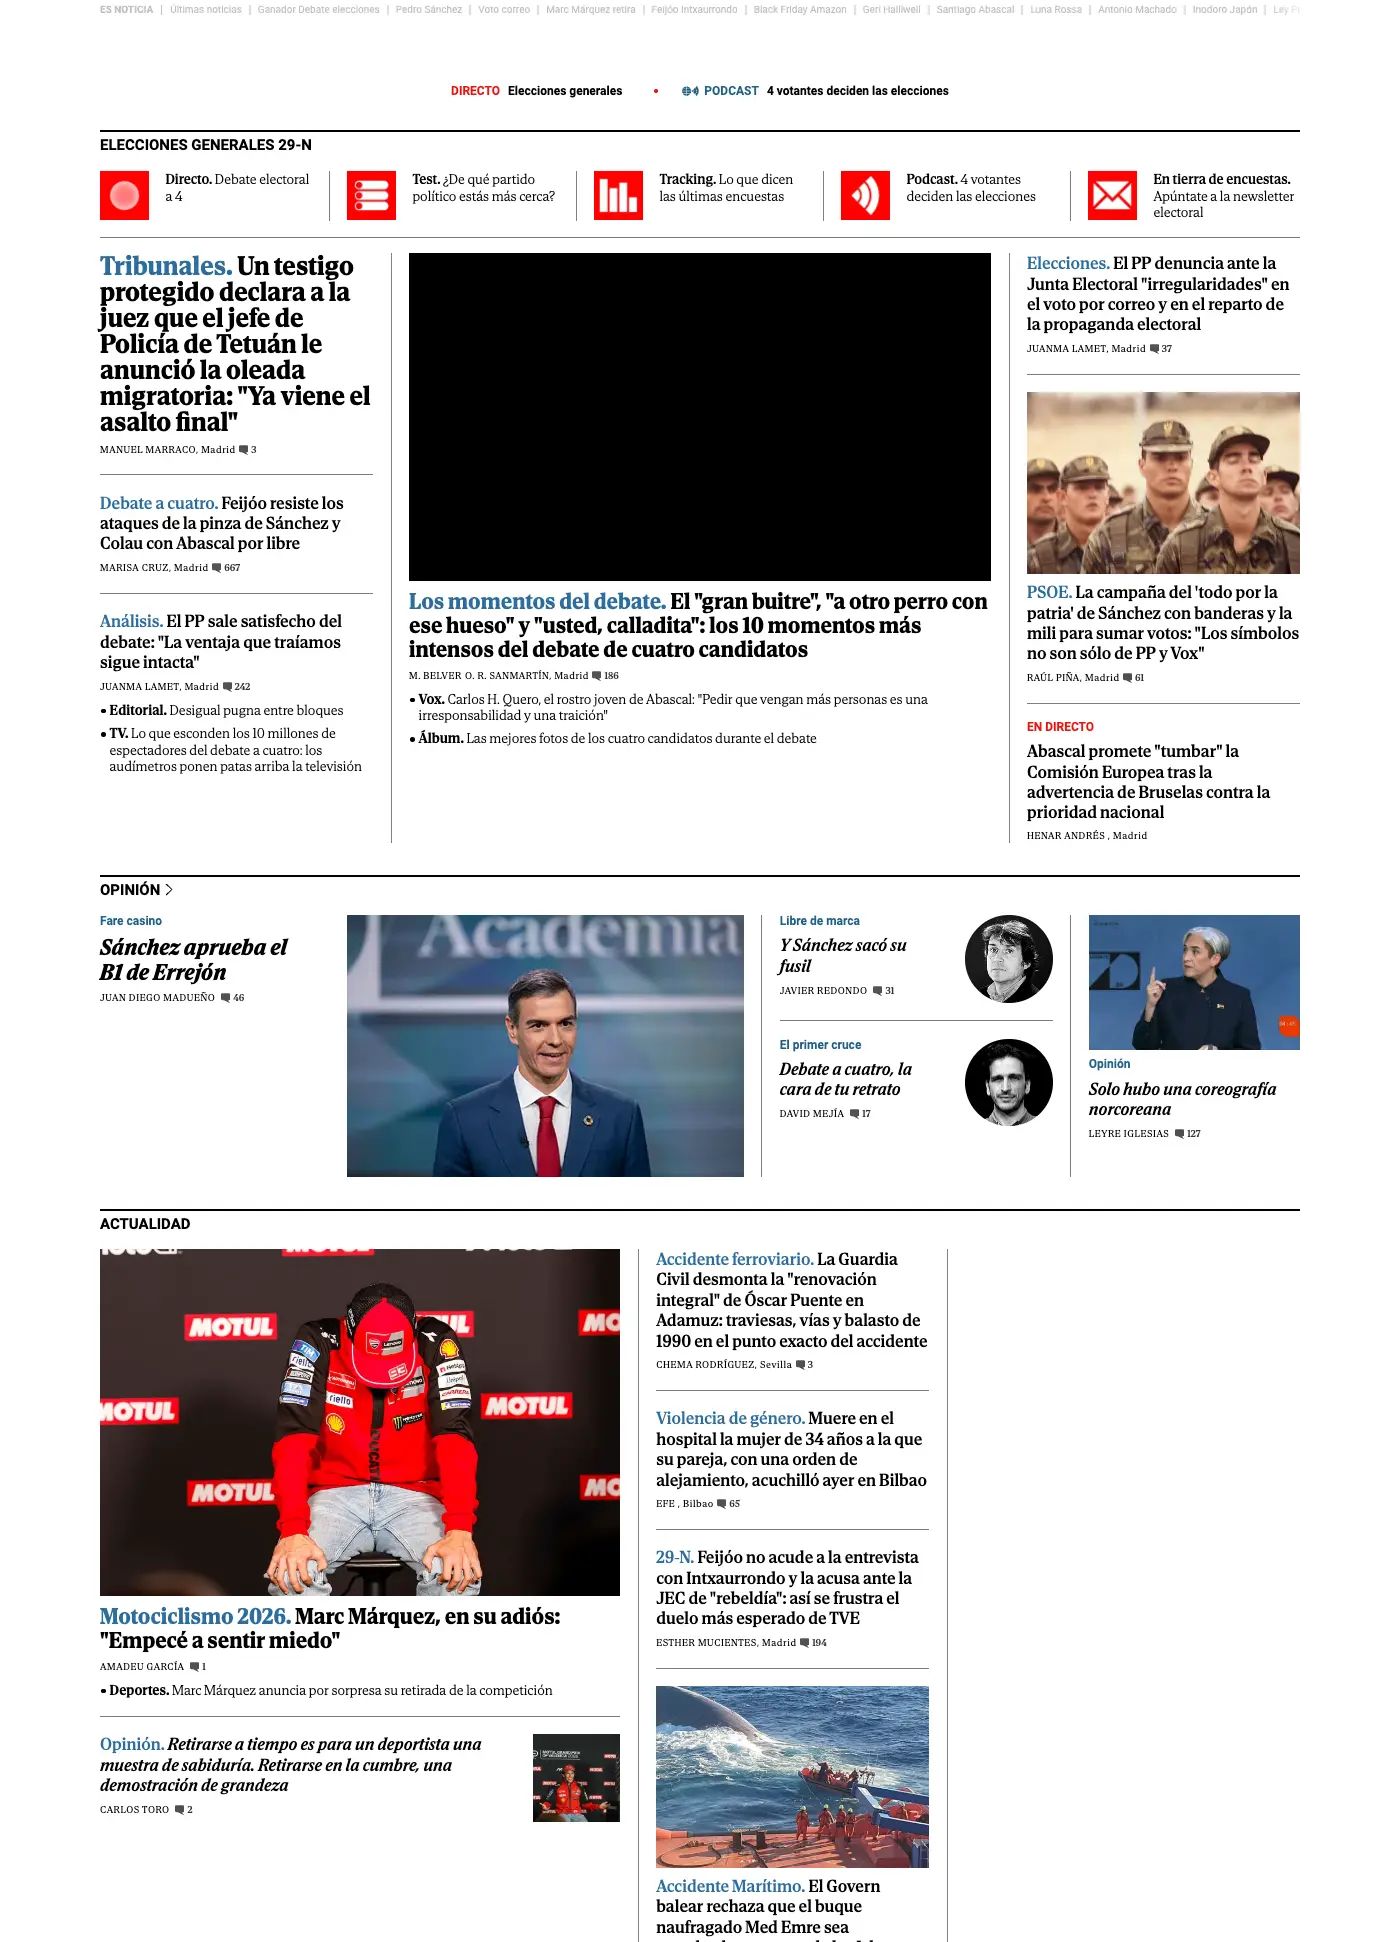 ES NOTICIA | Últimas noticias | Ganador Debate elecciones | Pedro Sánchez | Voto correo | Marc Márquez retira | Feijóo Intxaurrondo | Black Friday Amazon | Geri Halliwell | Santiago Abascal | Luna Rossa | Antonio Machado | Inodoro Japón | Ley
DIRECTO Elecciones generales • PODCAST 4 votantes deciden las elecciones
ELECCIONES GENERALES 29-N
Directo. Debate electoral
a 4
Test. ¿De qué partido
político estás más cerca?
Tracking. Lo que dicen
las últimas encuestas
Podcast. 4 votantes
deciden las elecciones
En tierra de encuestas.
Apúntate a la newsletter
electoral
Tribunales. Un testigo
protegido declara a la
juez que el jefe de
Policía de Tetuán le
anunció la oleada
migratoria: "Ya viene el
asalto final"
MANUEL MARRACO, Madrid 3
Debate a cuatro. Feijóo resiste los
ataques de la pinza de Sánchez y
Colau con Abascal por libre
MARISA CRUZ, Madrid 667
Análisis. El PP sale satisfecho del
debate: "La ventaja que traíamos
sigue intacta"
JUANMA LAMET, Madrid 242
• Editorial. Desigual pugna entre bloques
• TV. Lo que esconden los 10 millones de
espectadores del debate a cuatro: los
audímetros ponen patas arriba la televisión
Los momentos del debate. El "gran buitre", "a otro perro con
ese hueso" y "usted, calladita": los 10 momentos más
intensos del debate de cuatro candidatos
M. BELVER O. R. SANMARTÍN, Madrid 186
• Vox. Carlos H. Quero, el rostro joven de Abascal: "Pedir que vengan más personas es una
irresponsabilidad y una traición"
• Álbum. Las mejores fotos de los cuatro candidatos durante el debate
Elecciones. El PP denuncia ante la
Junta Electoral "irregularidades" en
el voto por correo y en el reparto de
la propaganda electoral
JUANMA LAMET, Madrid 37
PSOE. La campaña del 'todo por la
patria' de Sánchez con banderas y la
mili para sumar votos: "Los símbolos
no son sólo de PP y Vox"
RAÚL PIÑA, Madrid 61
EN DIRECTO
Abascal promete "tumbar" la
Comisión Europea tras la
advertencia de Bruselas contra la
prioridad nacional
HENAR ANDRÉS , Madrid
OPINIÓN
Fare casino
Sánchez aprueba el
B1 de Errejón
JUAN DIEGO MADUEÑO 46
Academia
Libre de marca
Y Sánchez sacó su
fusil
JAVIER REDONDO 31
El primer cruce
Debate a cuatro, la
cara de tu retrato
DAVID MEJÍA 17
Opinión
Solo hubo una coreografía
norcoreana
LEYRE IGLESIAS 127
ACTUALIDAD
MOTUL
MOTUL
MOTUL
MOTUL
MOTUL
Lenovo
93
riello
riello
DUCATI
Motociclismo 2026. Marc Márquez, en su adiós:
"Empecé a sentir miedo"
AMADEU GARCÍA 1
• Deportes. Marc Márquez anuncia por sorpresa su retirada de la competición
Opinión. Retirarse a tiempo es para un deportista una
muestra de sabiduría. Retirarse en la cumbre, una
demostración de grandeza
CARLOS TORO 2
Accidente ferroviario. La Guardia
Civil desmonta la "renovación
integral" de Óscar Puente en
Adamuz: traviesas, vías y balasto de
1990 en el punto exacto del accidente
CHEMA RODRÍGUEZ, Sevilla 3
Violencia de género. Muere en el
hospital la mujer de 34 años a la que
su pareja, con una orden de
alejamiento, acuchilló ayer en Bilbao
EFE , Bilbao 65
29-N. Feijóo no acude a la entrevista
con Intxaurrondo y la acusa ante la
JEC de "rebeldía": así se frustra el
duelo más esperado de TVE
ESTHER MUCIENTES, Madrid 194
Accidente Marítimo. El Govern
balear rechaza que el buque
naufragado Med Emre sea